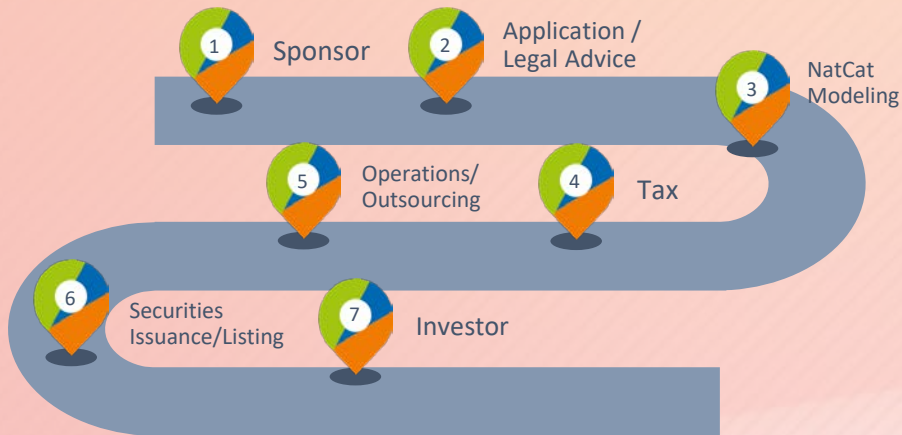 1
Sponsor
2
Application /
Legal Advice
3
NatCat
Modeling
4
Tax
5
Operations/
Outsourcing
6
Securities
Issuance/Listing
7
Investor